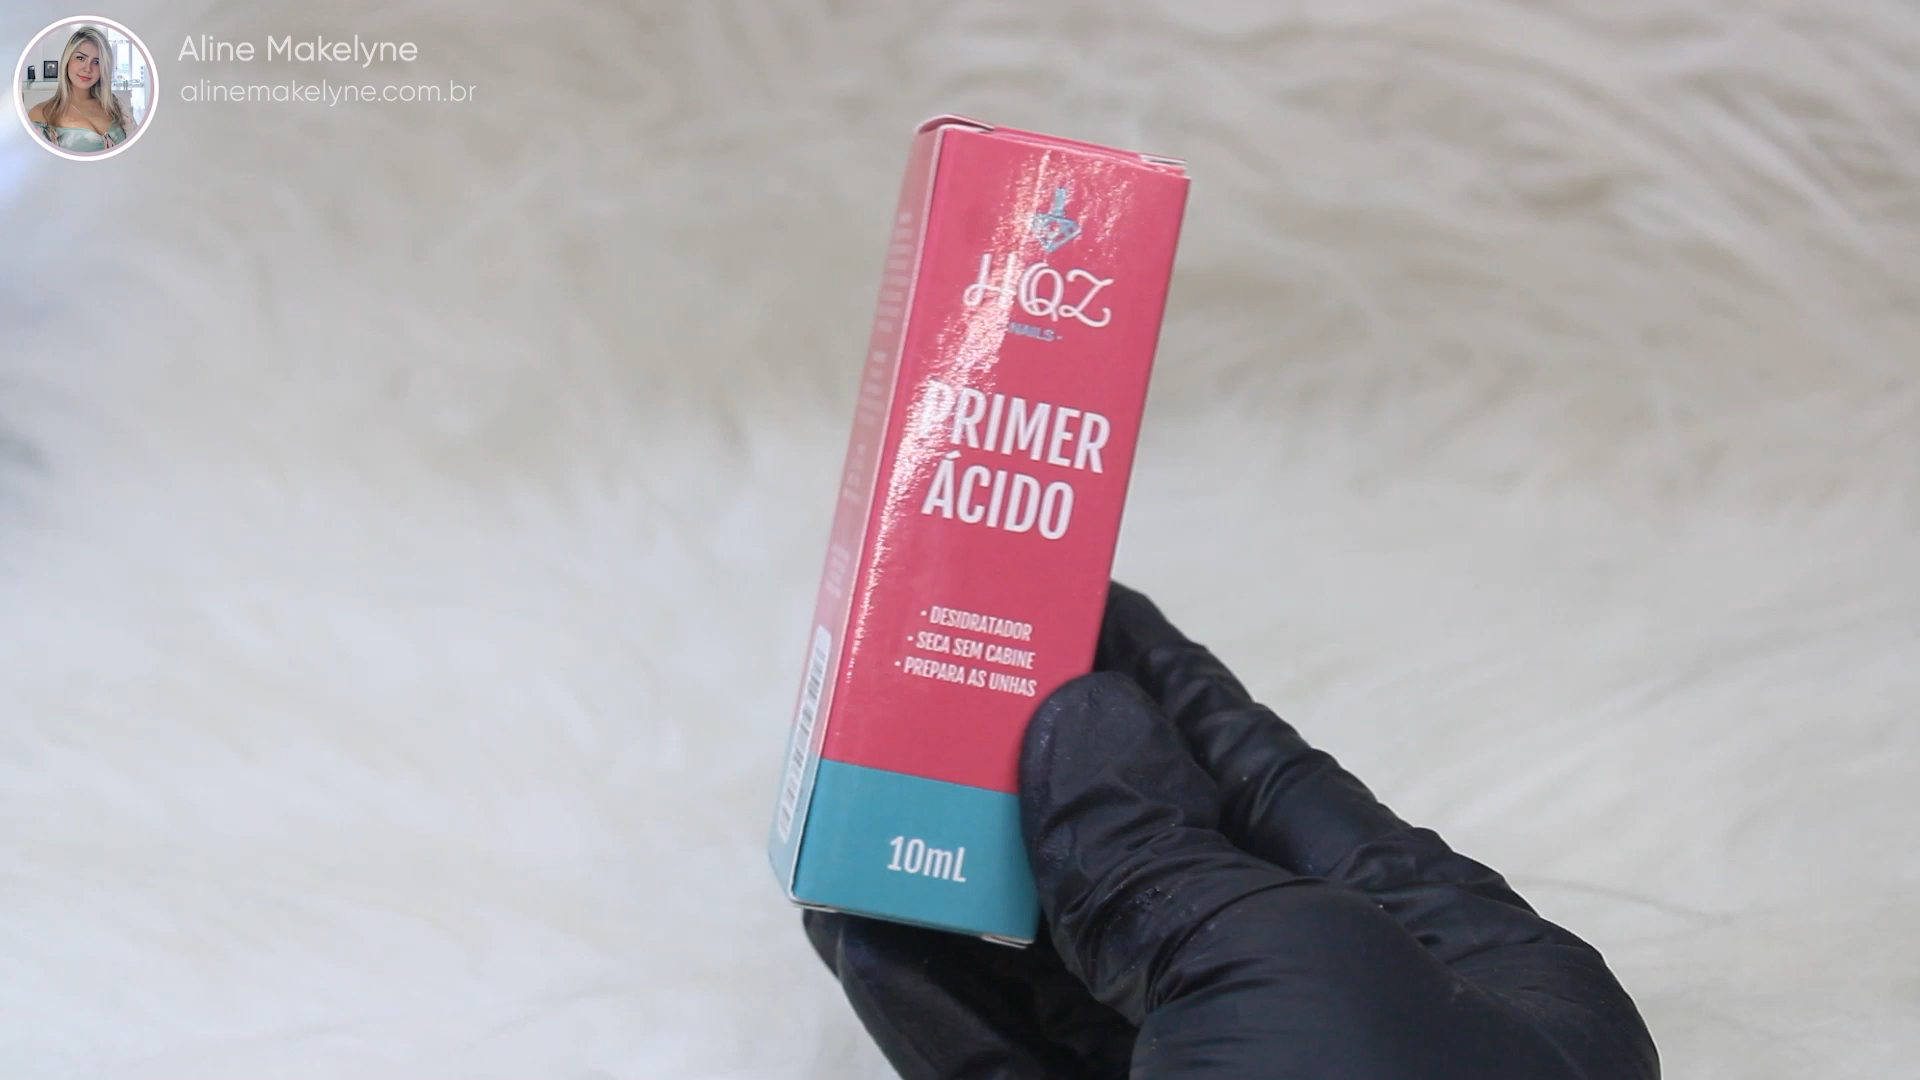 Aline Makelyne
alinemakelyne.com.br
HQZ
NAILS
PRIMER
ÁCIDO
• DESIDRATADOR
• SECA SEM CABINE
• PREPARA AS UNHAS
10mL